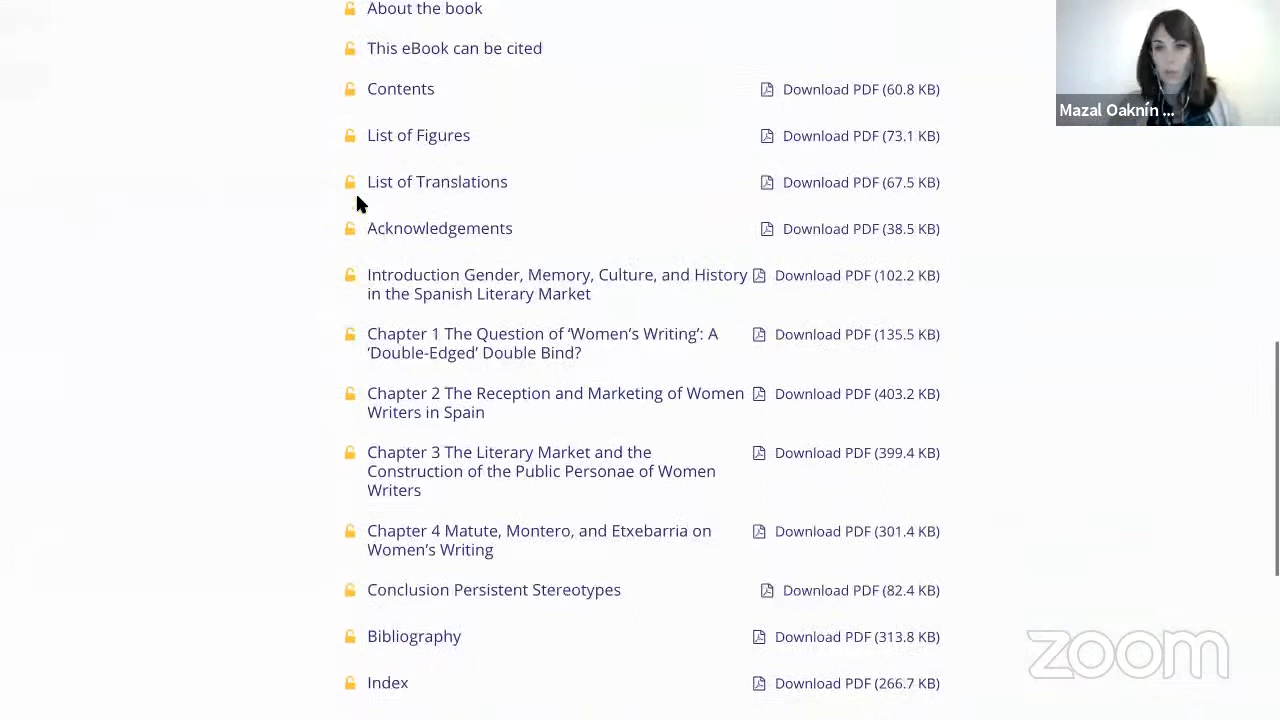 About the book
This eBook can be cited
Contents Download PDF (60.8 KB)
List of Figures Download PDF (73.1 KB)
List of Translations Download PDF (67.5 KB)
Acknowledgements Download PDF (38.5 KB)
Introduction Gender, Memory, Culture, and History Download PDF (102.2 KB)
in the Spanish Literary Market
Chapter 1 The Question of ‘Women’s Writing’: A Download PDF (135.5 KB)
‘Double-Edged’ Double Bind?
Chapter 2 The Reception and Marketing of Women Download PDF (403.2 KB)
Writers in Spain
Chapter 3 The Literary Market and the Download PDF (399.4 KB)
Construction of the Public Personae of Women
Writers
Chapter 4 Matute, Montero, and Etxebarria on Download PDF (301.4 KB)
Women’s Writing
Conclusion Persistent Stereotypes Download PDF (82.4 KB)
Bibliography Download PDF (313.8 KB)
Index Download PDF (266.7 KB)
Mazal Oaknín ...
zoom